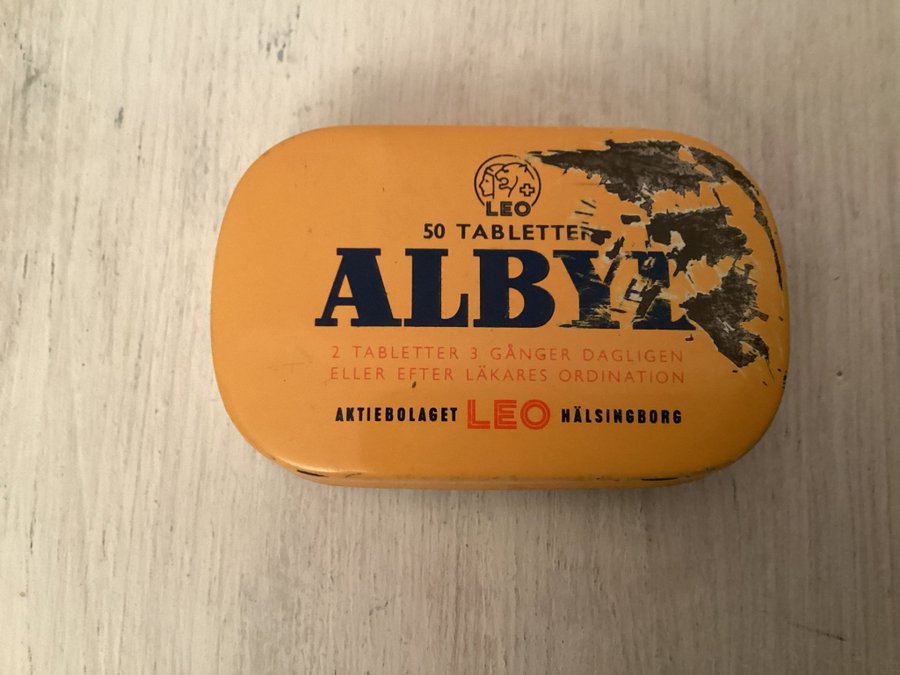 LEO
50 TABLETTER
ALBYL
2 TABLETTER 3 GÅNGER DAGLIGEN
ELLER EFTER LÄKARES ORDINATION
AKTIEBOLAGET LEO HÄLSINGBORG